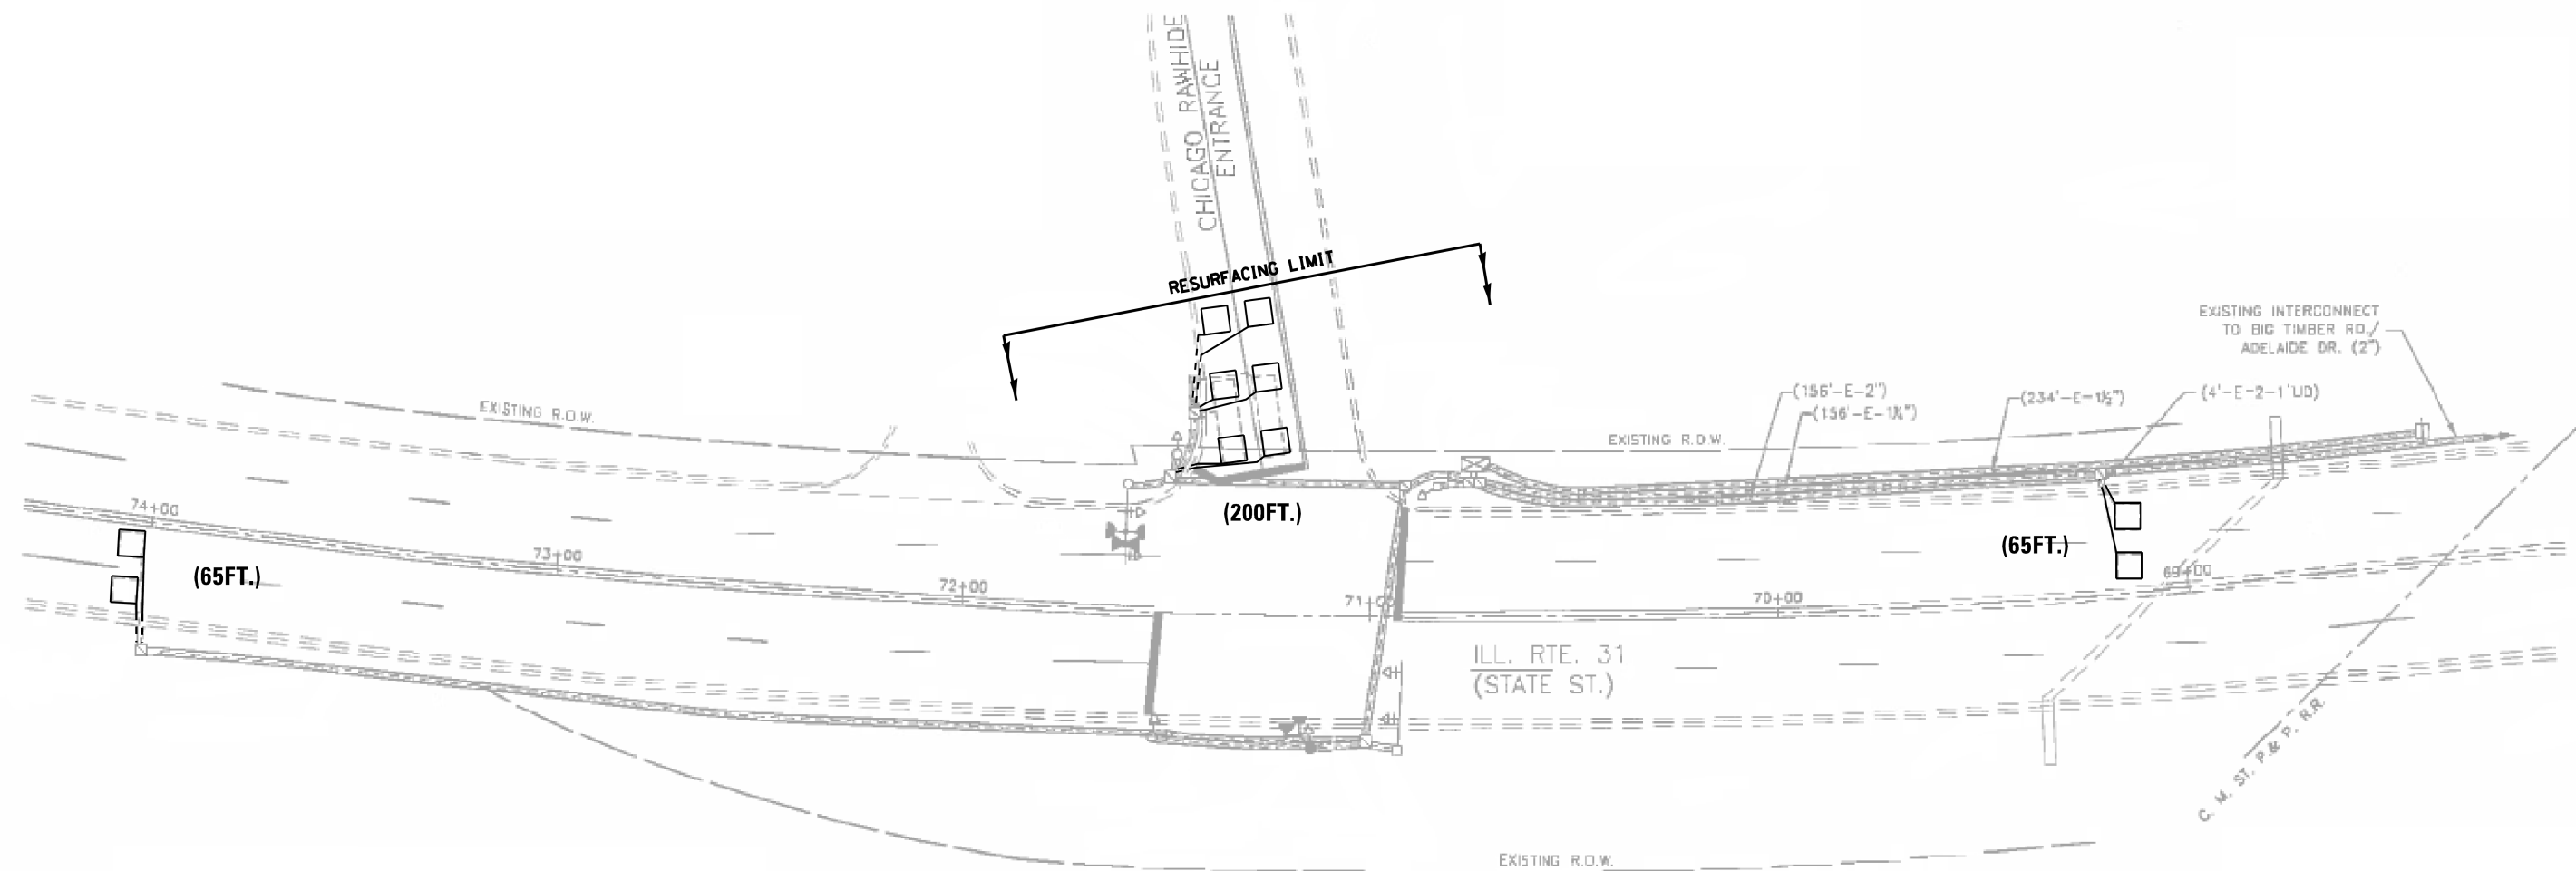 CHICAGO RAWHIDE
ENTRANCE
RESURFACING LIMIT
EXISTING INTERCONNECT
TO BIG TIMBER RD./
ADELAIDE DR. (2")
(156'-E-2")
(156'-E-1¼")
(234'-E-1½")
(4'-E-2-1"UD)
EXISTING R.O.W.
EXISTING R.O.W.
74+00
(200FT.)
73+00
(65FT.)
(65FT.)
72+00
71+00
70+00
69+00
ILL. RTE. 31
(STATE ST.)
C. M. ST. P.& P. R.R.
EXISTING R.O.W.